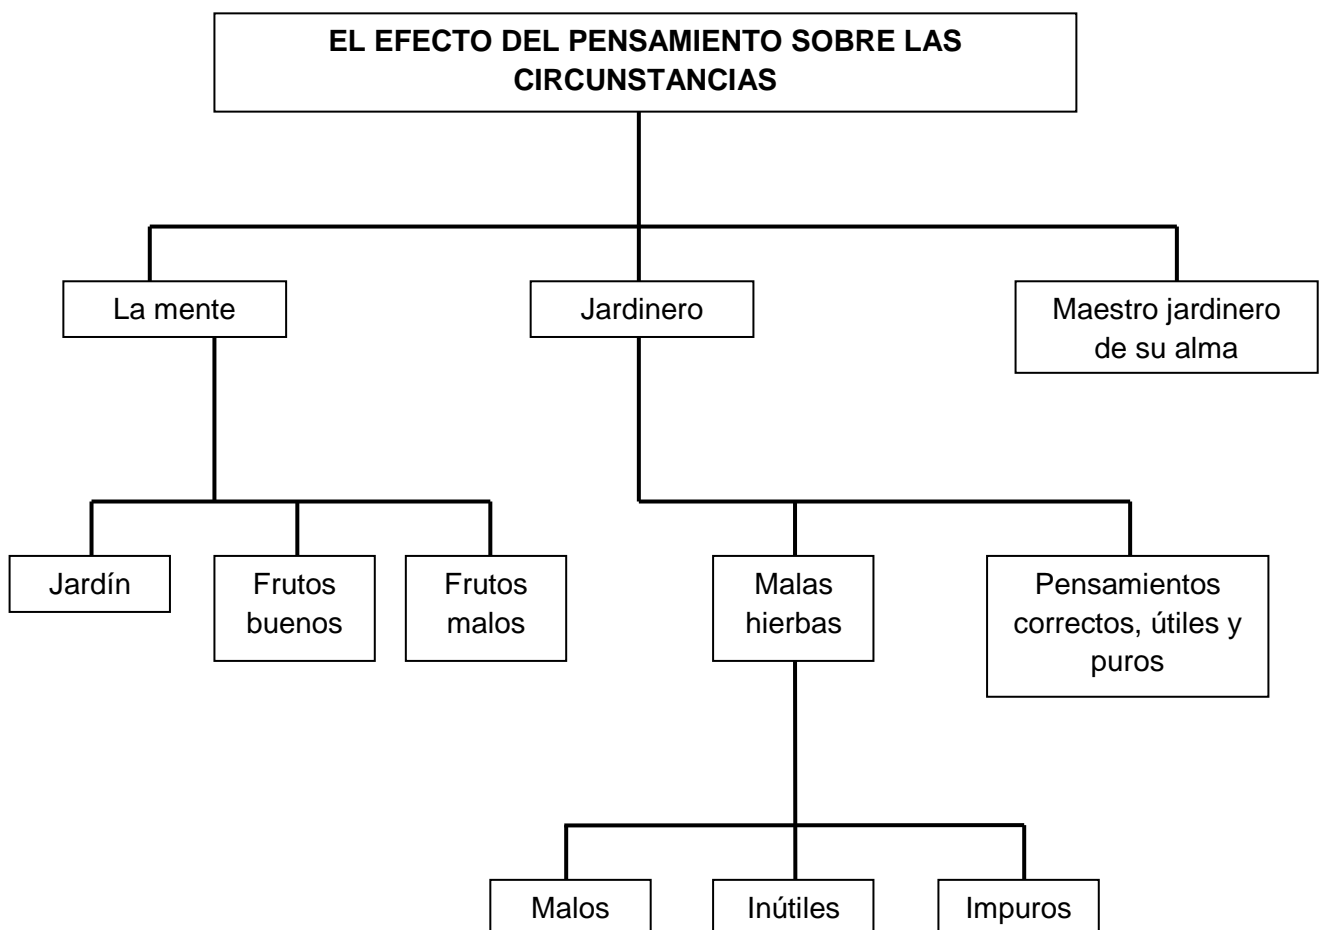 EL EFECTO DEL PENSAMIENTO SOBRE LAS
CIRCUNSTANCIAS
La mente
Jardinero
Maestro jardinero
de su alma
Jardín
Frutos
buenos
Frutos
malos
Malas
hierbas
Pensamientos
correctos, útiles y
puros
Malos
Inútiles
Impuros